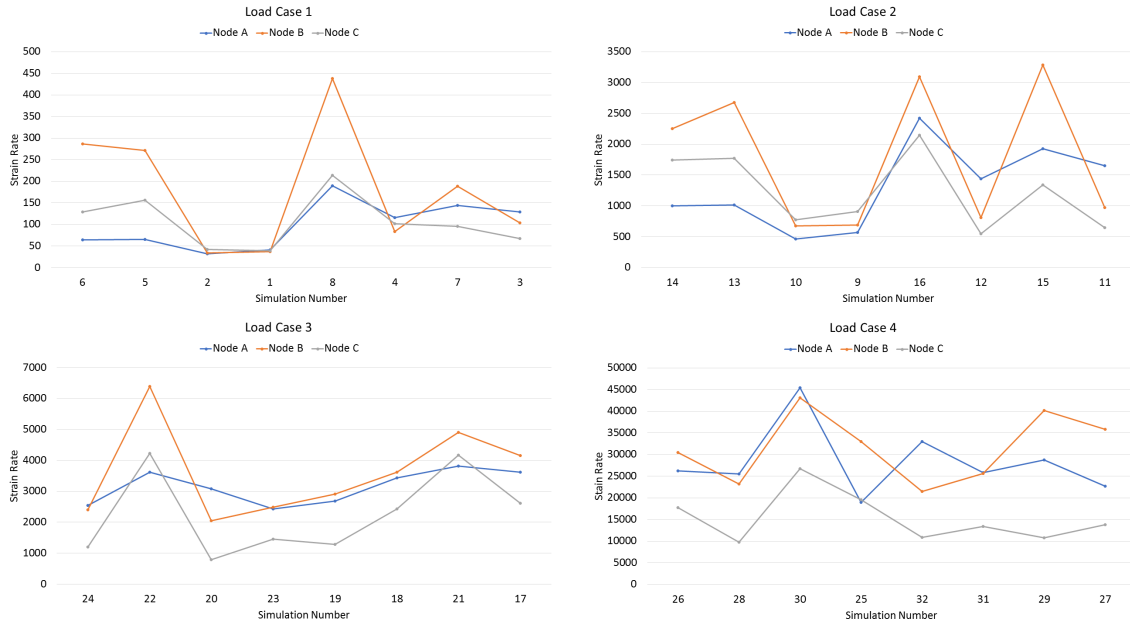 Load Case 1
Node A Node B Node C
500
450
400
350
300
250
200
150
100
50
0
Strain Rate
6 5 2 1 8 4 7 3
Simulation Number
Load Case 2
Node A Node B Node C
3500
3000
2500
2000
1500
1000
500
0
Strain Rate
14 13 10 9 16 12 15 11
Simulation Number
Load Case 3
Node A Node B Node C
7000
6000
5000
4000
3000
2000
1000
0
Strain Rate
24 22 20 23 19 18 21 17
Simulation Number
Load Case 4
Node A Node B Node C
50000
45000
40000
35000
30000
25000
20000
15000
10000
5000
0
Stain Rate
26 28 30 25 32 31 29 27
Simulation Number